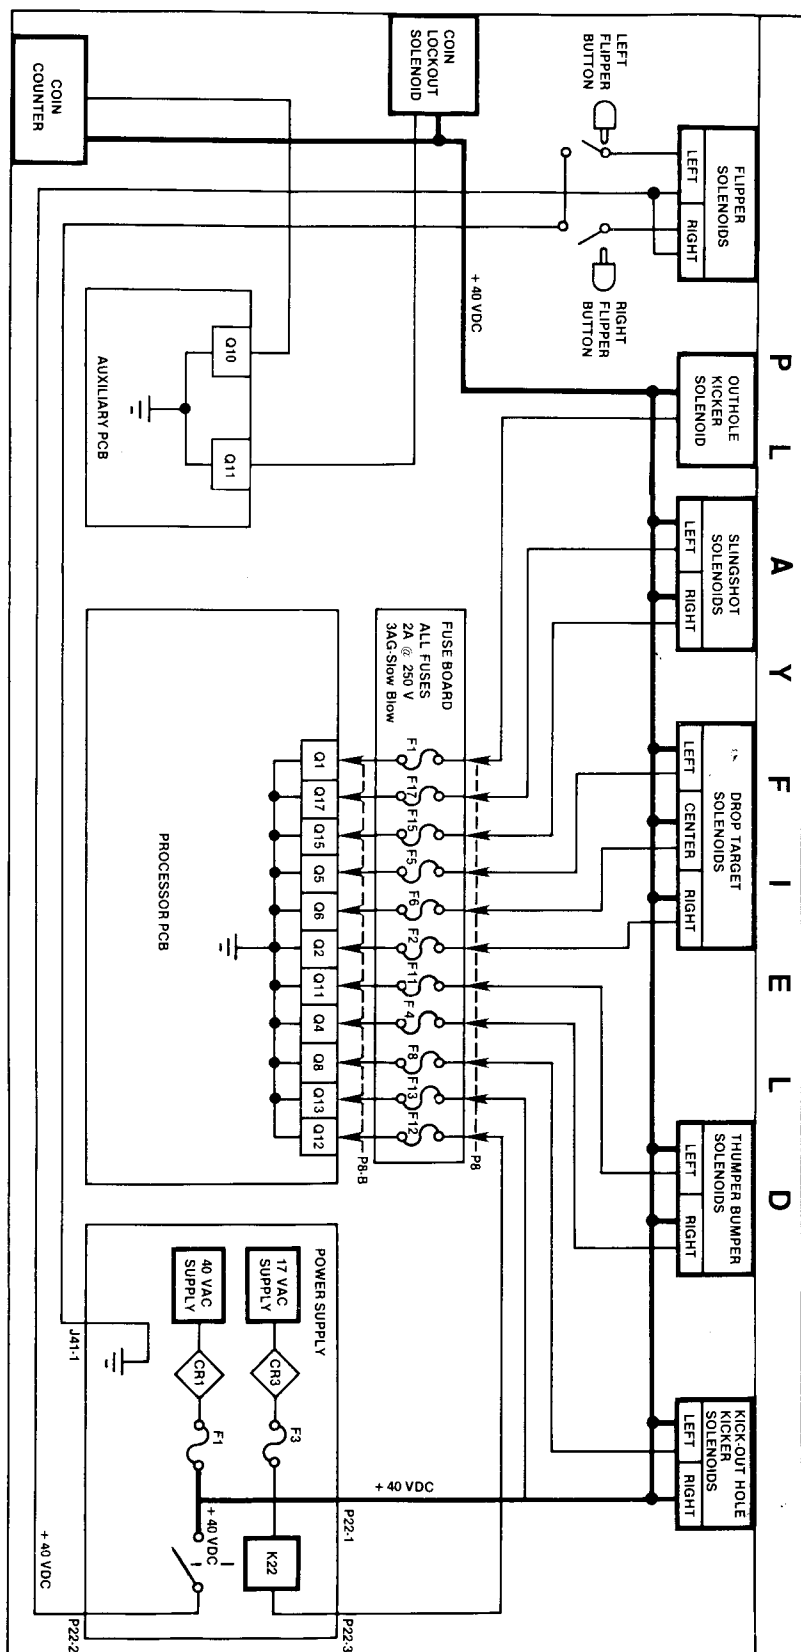 PLAYFIELD
FLIPPER
SOLENOIDS
LEFT
RIGHT
OUTHOLE
KICKER
SOLENOID
SLINGSHOT
SOLENOIDS
LEFT
RIGHT
DROP TARGET
SOLENOIDS
LEFT
CENTER
RIGHT
THUMPER BUMPER
SOLENOIDS
LEFT
RIGHT
KICK-OUT HOLE
KICKER
SOLENOIDS
LEFT
RIGHT
LEFT
FLIPPER
BUTTON
RIGHT
FLIPPER
BUTTON
COIN
LOCKOUT
SOLENOID
+ 40 VDC
COIN
COUNTER
Q10
Q11
AUXILIARY PCB
FUSE BOARD
ALL FUSES
2A @ 250 V
3AG-Slow Blow
F1
F17
F15
F5
F6
F2
F11
F4
F8
F13
F12
P8
P8-B
Q1
Q17
Q15
Q5
Q6
Q2
Q11
Q4
Q8
Q13
Q12
PROCESSOR PCB
+ 40 VDC
P22-1
P22-3
POWER SUPPLY
17 VAC
SUPPLY
CR3
F3
K22
40 VAC
SUPPLY
CR1
F1
+ 40 VDC
J41-1
+ 40 VDC
P22-2